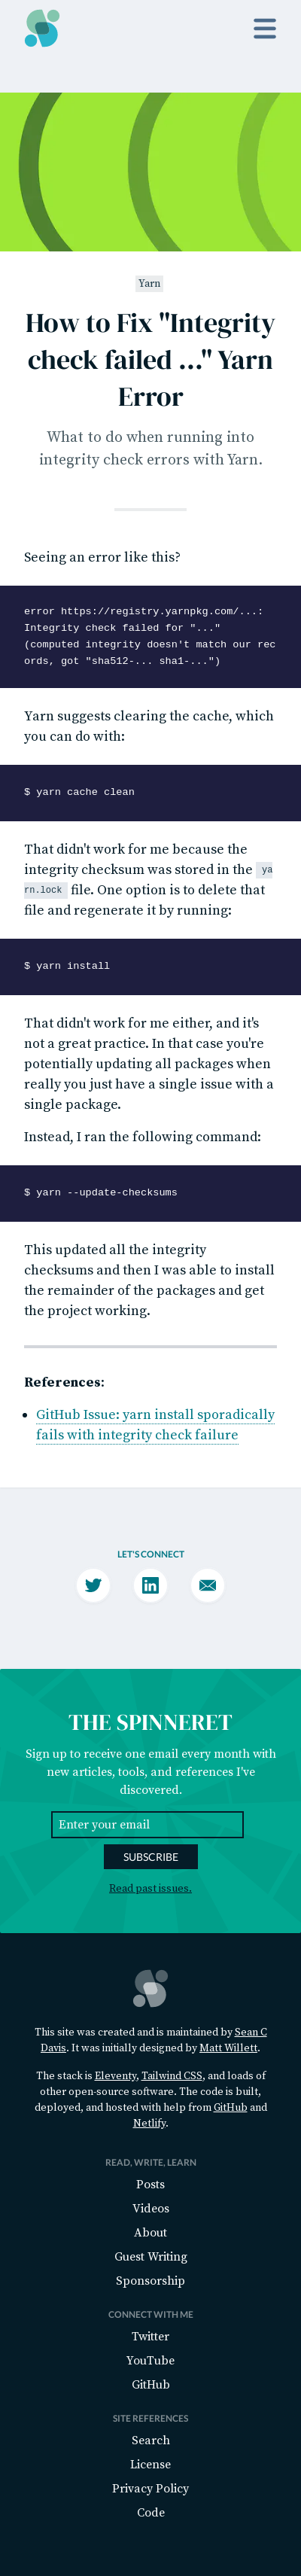 Yarn
How to Fix "Integrity
check failed ..." Yarn
Error
What to do when running into
integrity check errors with Yarn.
Seeing an error like this?
error https://registry.yarnpkg.com/...:
Integrity check failed for "..."
(computed integrity doesn't match our rec
ords, got "sha512-... sha1-...")
Yarn suggests clearing the cache, which
you can do with:
$ yarn cache clean
That didn't work for me because the
integrity checksum was stored in the ya
rn.lock file. One option is to delete that
file and regenerate it by running:
$ yarn install
That didn't work for me either, and it's
not a great practice. In that case you're
potentially updating all packages when
really you just have a single issue with a
single package.
Instead, I ran the following command:
$ yarn --update-checksums
This updated all the integrity
checksums and then I was able to install
the remainder of the packages and get
the project working.
References:
GitHub Issue: yarn install sporadically
fails with integrity check failure
LET'S CONNECT
THE SPINNERET
Sign up to receive one email every month with
new articles, tools, and references I've
discovered.
Enter your email
SUBSCRIBE
Read past issues.
This site was created and is maintained by Sean C
Davis. It was initially designed by Matt Willett.
The stack is Eleventy, Tailwind CSS, and loads of
other open-source software. The code is built,
deployed, and hosted with help from GitHub and
Netlify.
READ, WRITE, LEARN
Posts
Videos
About
Guest Writing
Sponsorship
CONNECT WITH ME
Twitter
YouTube
GitHub
SITE REFERENCES
Search
License
Privacy Policy
Code